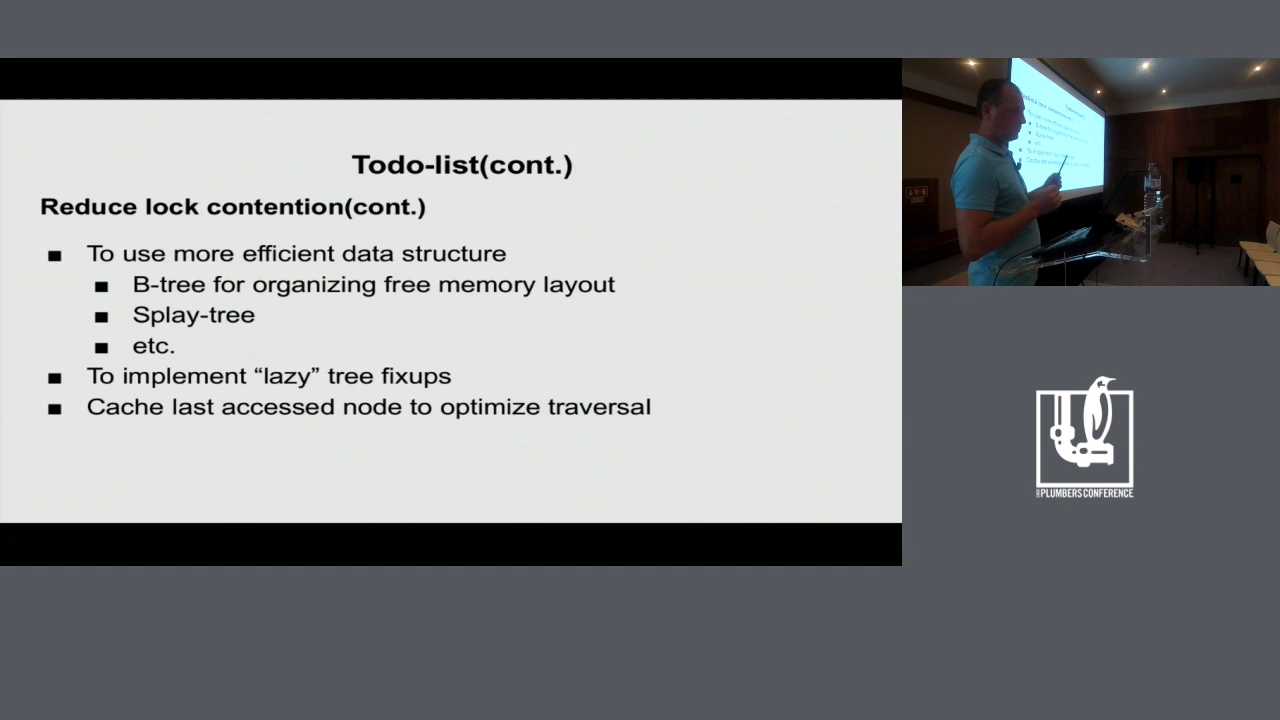 Todo-list(cont.)
Reduce lock contention(cont.)
■ To use more efficient data structure
■ B-tree for organizing free memory layout
■ Splay-tree
■ etc.
■ To implement “lazy” tree fixups
■ Cache last accessed node to optimize traversal
PLUMBERS CONFERENCE